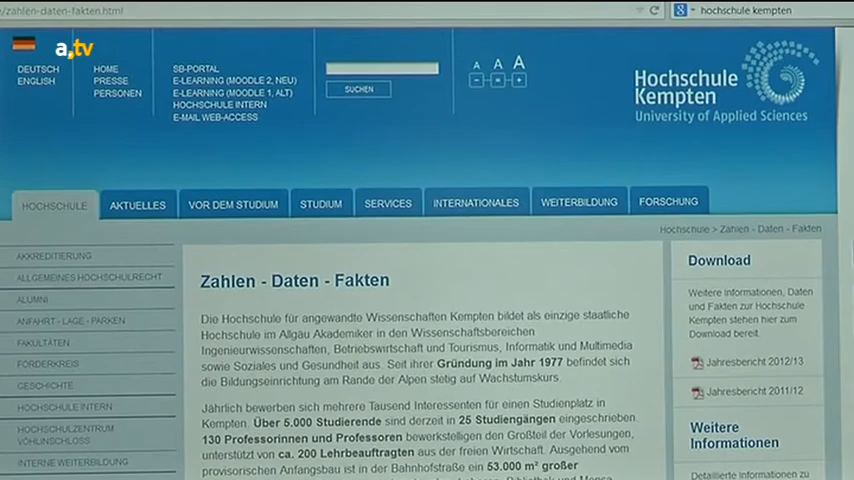 /zahlen-daten-fakten.html
hochschule kempten
a.tv
DEUTSCH
ENGLISH
HOME
PRESSE
PERSONEN
SB-PORTAL
E-LEARNING (MOODLE 2, NEU)
E-LEARNING (MOODLE 1, ALT)
HOCHSCHULE INTERN
E-MAIL WEB-ACCESS
SUCHEN
A A A
Hochschule
Kempten
University of Applied Sciences
HOCHSCHULE
AKTUELLES
VOR DEM STUDIUM
STUDIUM
SERVICES
INTERNATIONALES
WEITERBILDUNG
FORSCHUNG
Hochschule > Zahlen - Daten - Fakten
AKKREDITIERUNG
ALLGEMEINES HOCHSCHULRECHT
ALUMNI
ANFAHRT - LAGE - PARKEN
FAKULTÄTEN
FÖRDERKREIS
GESCHICHTE
HOCHSCHULE INTERN
HOCHSCHULZENTRUM
VÖHLINSCHLOSS
INTERNE WEITERBILDUNG
Zahlen - Daten - Fakten
Die Hochschule für angewandte Wissenschaften Kempten bildet als einzige staatliche
Hochschule im Allgäu Akademiker in den Wissenschaftsbereichen
Ingenieurwissenschaften, Betriebswirtschaft und Tourismus, Informatik und Multimedia
sowie Soziales und Gesundheit aus. Seit ihrer Gründung im Jahr 1977 befindet sich
die Bildungseinrichtung am Rande der Alpen stetig auf Wachstumskurs.
Jährlich bewerben sich mehrere Tausend Interessenten für einen Studienplatz in
Kempten. Über 5.000 Studierende sind derzeit in 25 Studiengängen eingeschrieben.
130 Professorinnen und Professoren bewerkstelligen den Großteil der Vorlesungen,
unterstützt von ca. 200 Lehrbeauftragten aus der freien Wirtschaft. Ausgehend vom
provisorischen Anfangsbau ist in der Bahnhofstraße ein 53.000 m² großer
Download
Weitere Informationen, Daten
und Fakten zur Hochschule
Kempten stehen hier zum
Download bereit.
Jahresbericht 2012/13
Jahresbericht 2011/12
Weitere
Informationen
Detaillierte Informationen zu